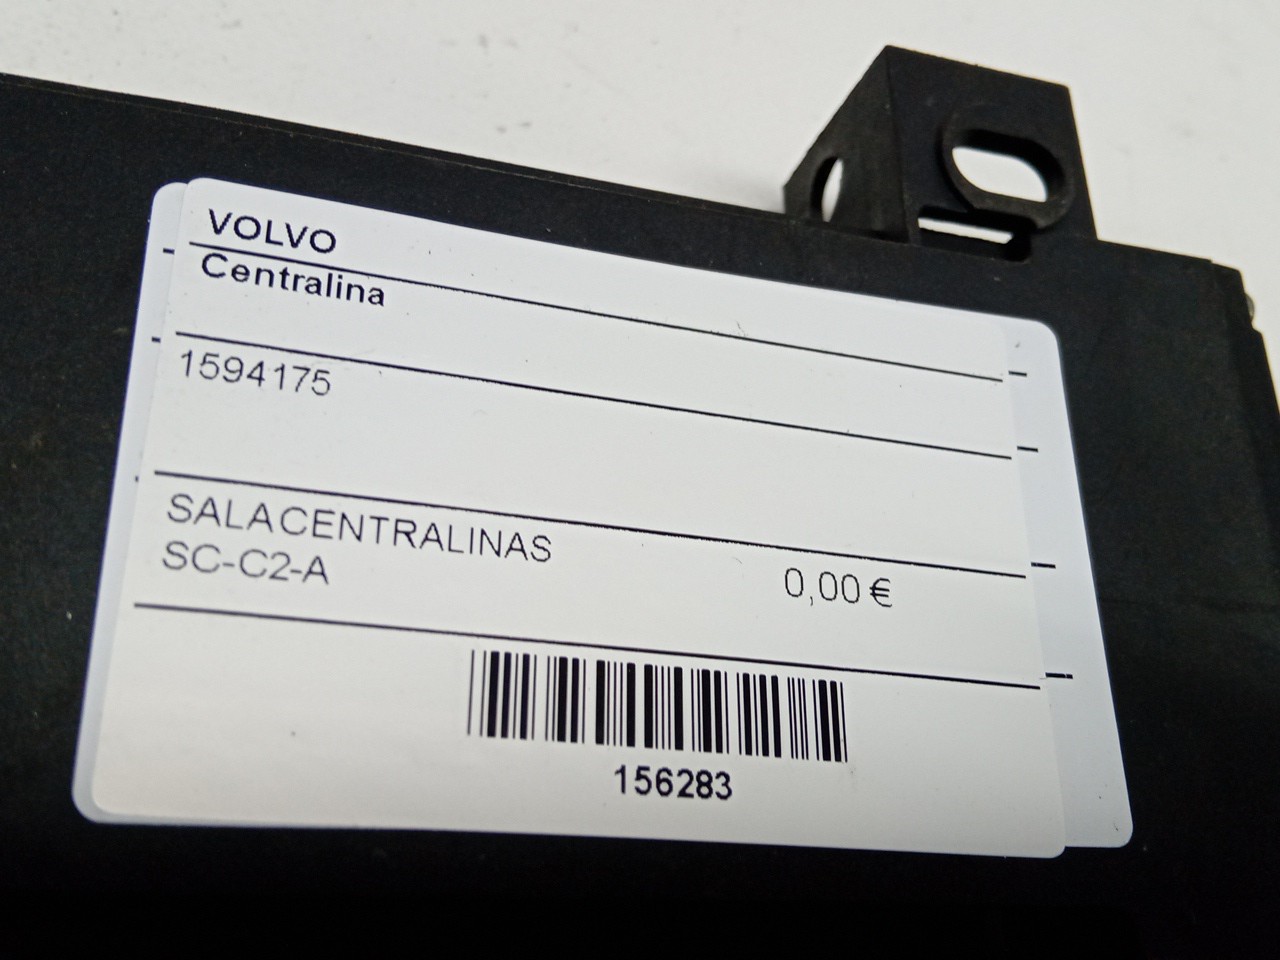 VOLVO
Centralina
1594175
SALACENTRALINAS
SC-C2-A
0,00 €
156283